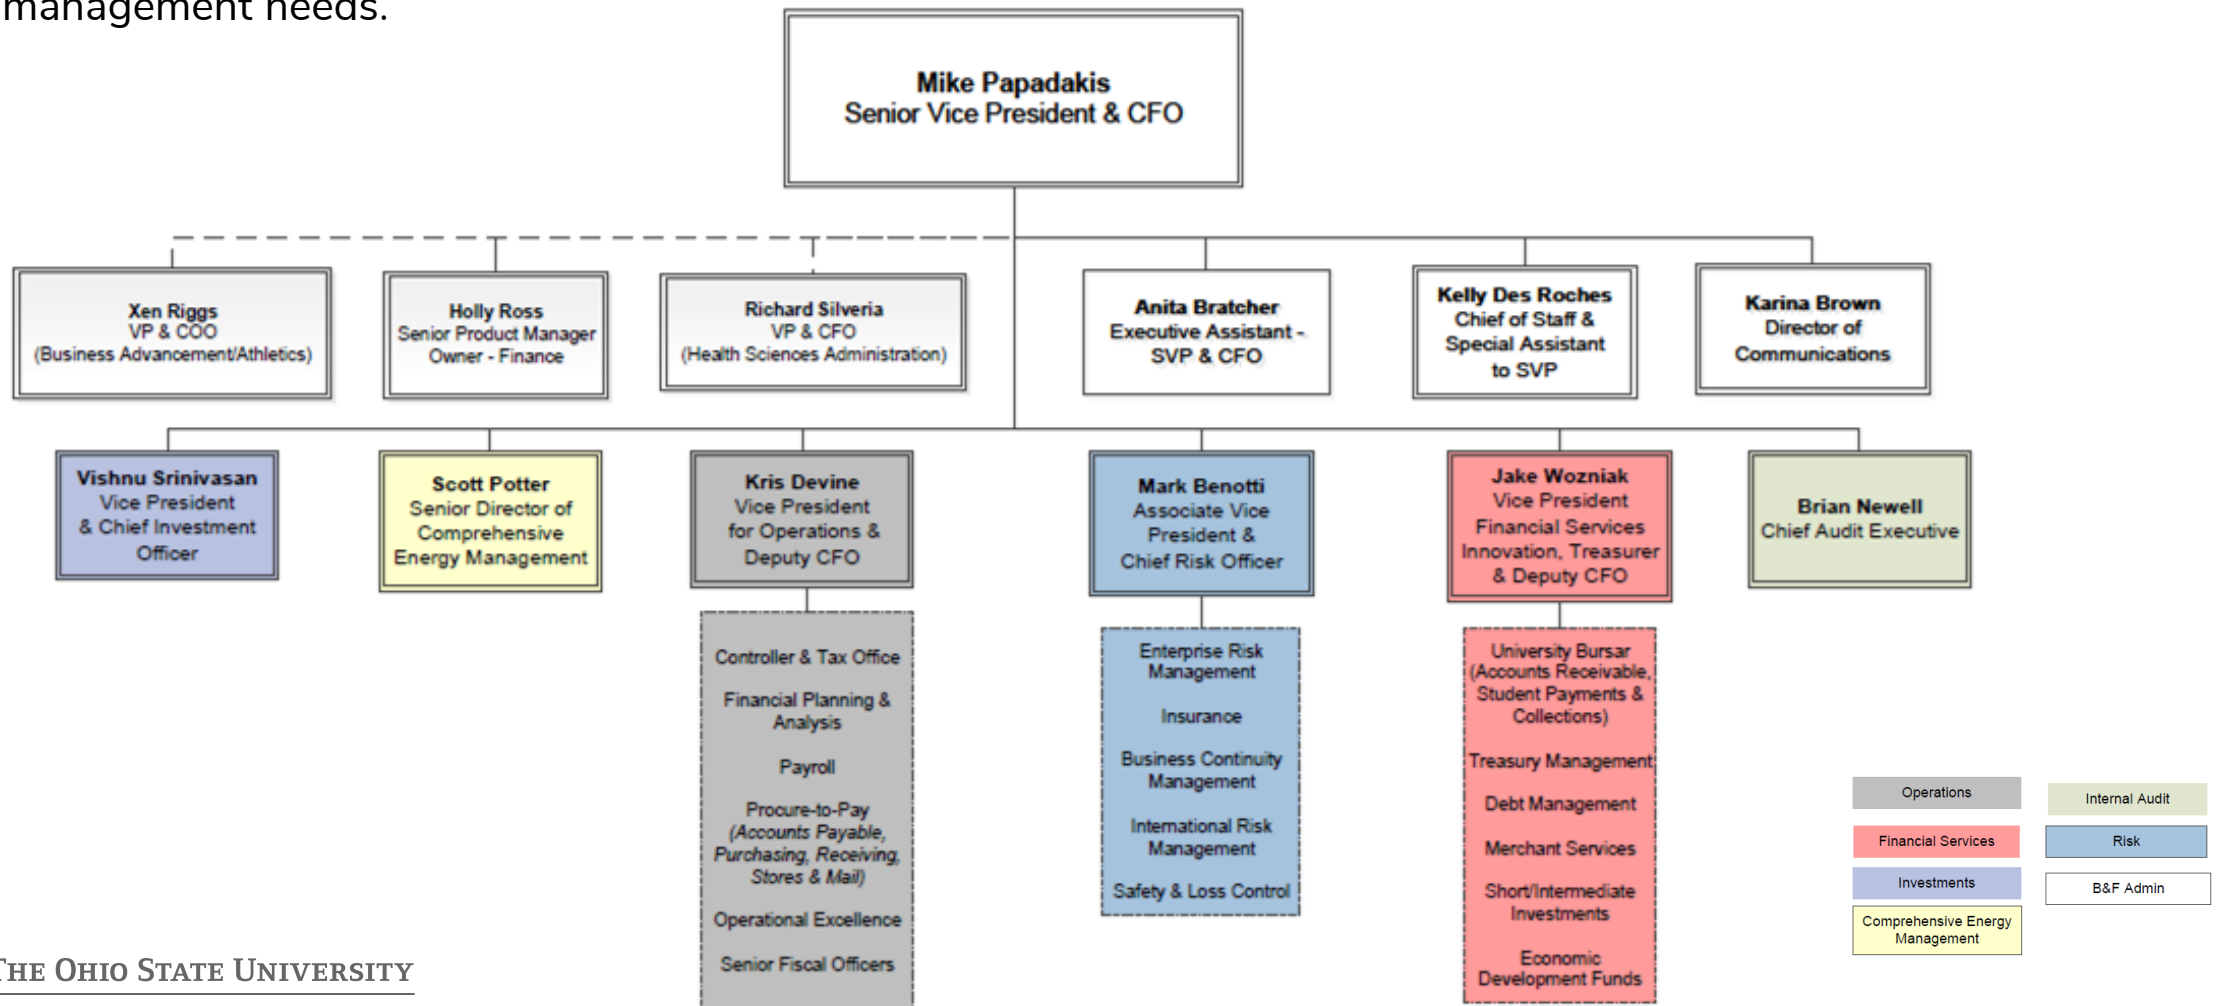 management needs.
Mike Papadakis
Senior Vice President & CFO
Xen Riggs
VP & COO
(Business Advancement/Athletics)
Holly Ross
Senior Product Manager
Owner - Finance
Richard Silveria
VP & CFO
(Health Sciences Administration)
Anita Bratcher
Executive Assistant -
SVP & CFO
Kelly Des Roches
Chief of Staff &
Special Assistant
to SVP
Karina Brown
Director of
Communications
Vishnu Srinivasan
Vice President
& Chief Investment
Officer
Scott Potter
Senior Director of
Comprehensive
Energy Management
Kris Devine
Vice President
for Operations &
Deputy CFO
Mark Benotti
Associate Vice
President &
Chief Risk Officer
Jake Wozniak
Vice President
Financial Services
Innovation, Treasurer
& Deputy CFO
Brian Newell
Chief Audit Executive
Controller & Tax Office
Financial Planning &
Analysis
Payroll
Procure-to-Pay
(Accounts Payable,
Purchasing, Receiving,
Stores & Mail)
Operational Excellence
Senior Fiscal Officers
Enterprise Risk
Management
Insurance
Business Continuity
Management
International Risk
Management
Safety & Loss Control
University Bursar
(Accounts Receivable,
Student Payments &
Collections)
Treasury Management
Debt Management
Merchant Services
Short/Intermediate
Investments
Economic
Development Funds
Operations
Financial Services
Investments
Comprehensive Energy
Management
Internal Audit
Risk
B&F Admin
THE OHIO STATE UNIVERSITY